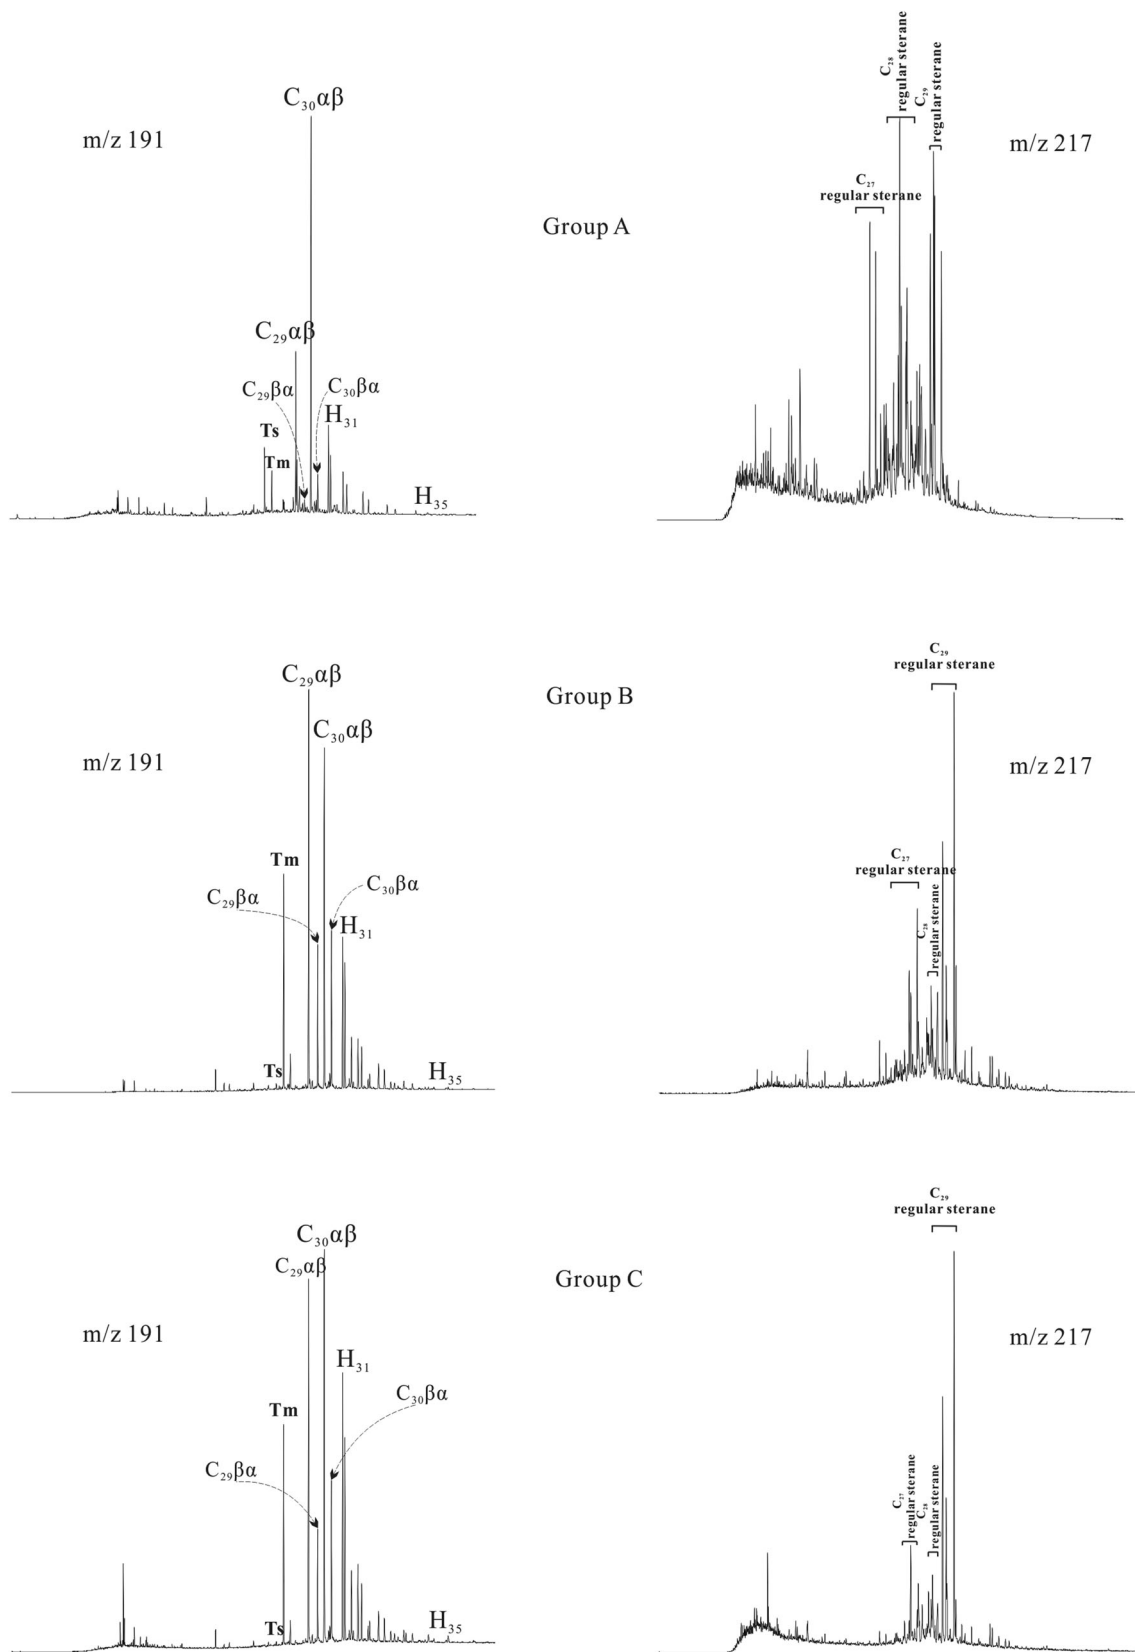 m/z 191
C₃₀αβ
C₂₉αβ
C₂₉βα
C₃₀βα
H₃₁
Ts
Tm
H₃₅
Group A
m/z 217
C₂₇
regular sterane
C₂₈
regular sterane
C₂₉
regular sterane
m/z 191
C₂₉αβ
C₃₀αβ
Tm
C₂₉βα
C₃₀βα
H₃₁
Ts
H₃₅
Group B
m/z 217
C₂₉
regular sterane
C₂₇
regular sterane
C₂₈
regular sterane
m/z 191
C₃₀αβ
C₂₉αβ
H₃₁
C₃₀βα
Tm
C₂₉βα
Ts
H₃₅
Group C
m/z 217
C₂₉
regular sterane
C₂₇
regular sterane
C₂₈
regular sterane